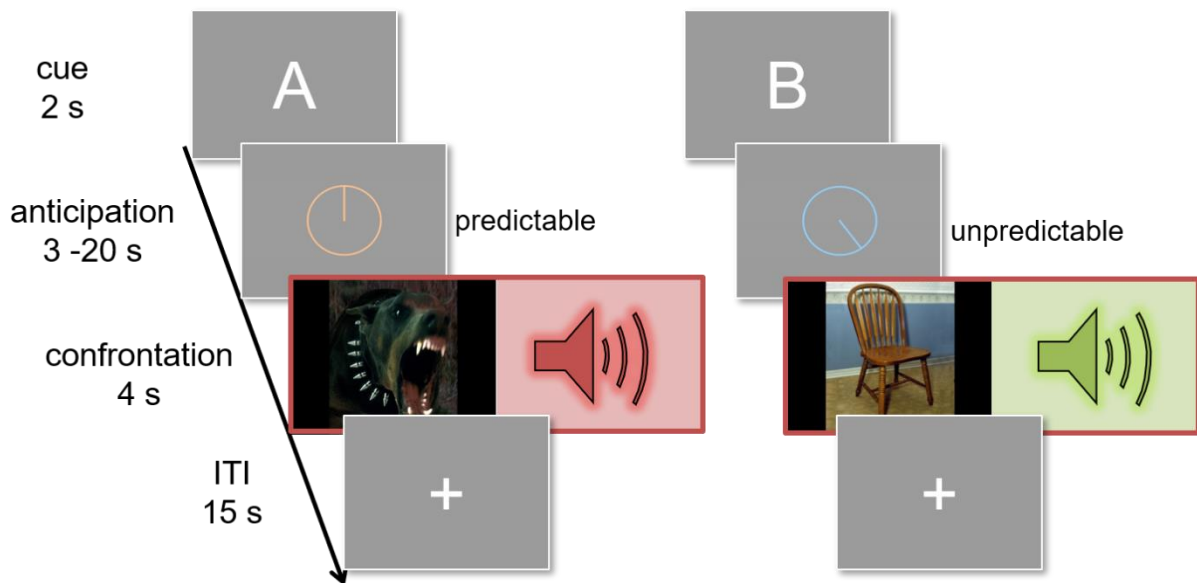 cue
2 s
A
B
anticipation
3 -20 s
predictable
unpredictable
confrontation
4 s
ITI
15 s
+
+